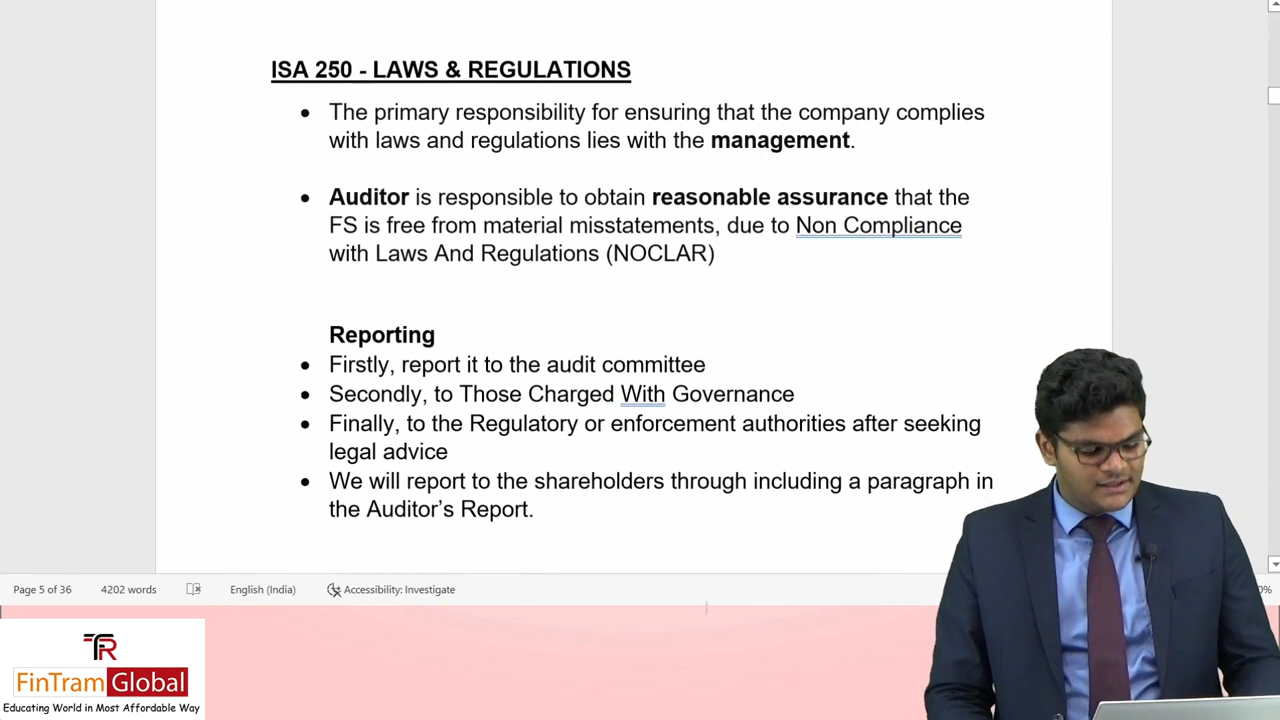 ISA 250 - LAWS & REGULATIONS
• The primary responsibility for ensuring that the company complies
with laws and regulations lies with the management.
• Auditor is responsible to obtain reasonable assurance that the
FS is free from material misstatements, due to Non Compliance
with Laws And Regulations (NOCLAR)
Reporting
• Firstly, report it to the audit committee
• Secondly, to Those Charged With Governance
• Finally, to the Regulatory or enforcement authorities after seeking
legal advice
• We will report to the shareholders through including a paragraph in
the Auditor's Report.
Page 5 of 36 4202 words English (India) Accessibility: Investigate
TR
FinTram Global
Educating World in Most Affordable Way